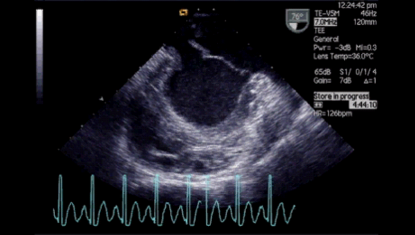 12:24:42 pm
TE-V5M 46Hz
7.0MHz 120mm
TEE
General
Pwr= -3dB MI=0.3
Lens Temp=36.0°C
65dB S1/ 0/1/4
Gain= 7dB Δ=1
Store in progress
4:44:10
HR=126bpm